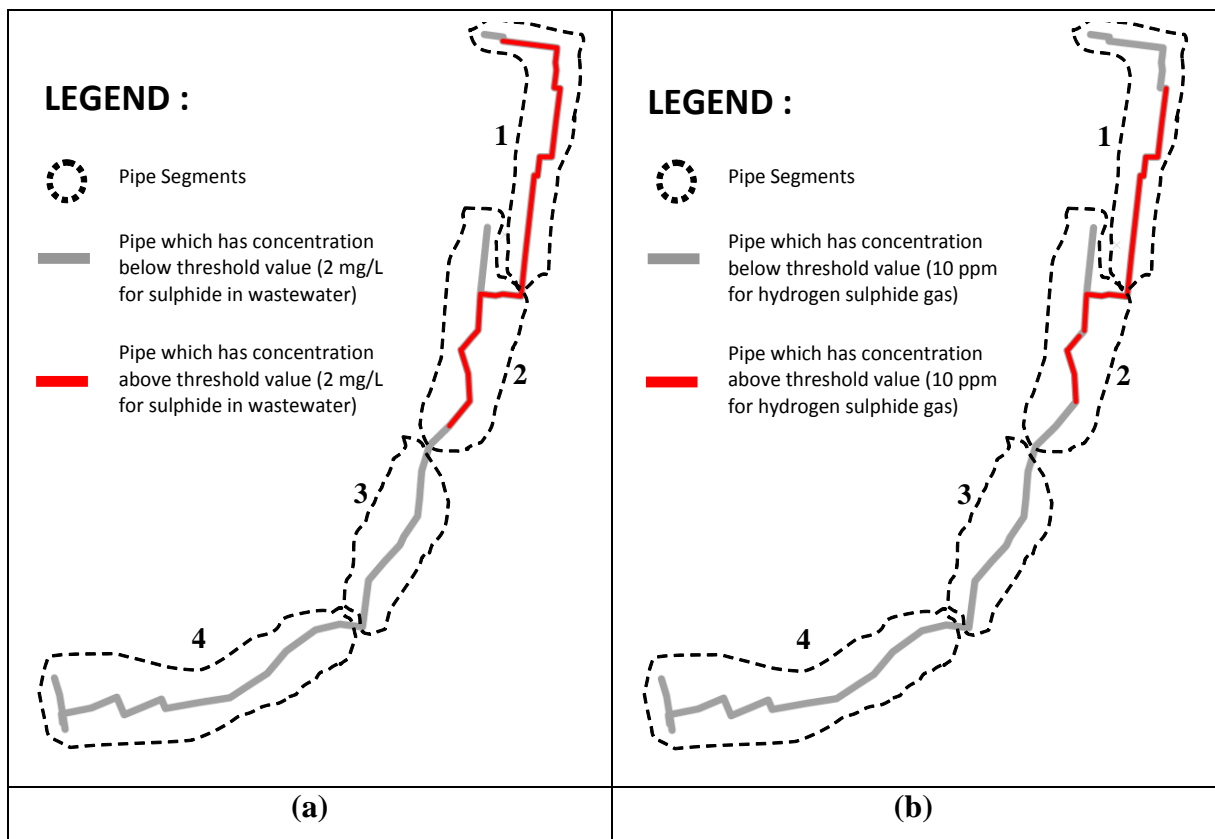 LEGEND :
Pipe Segments
Pipe which has concentration
below threshold value (2 mg/L
for sulphide in wastewater)
Pipe which has concentration
above threshold value (2 mg/L
for sulphide in wastewater)
1
2
3
4
(a)
LEGEND :
Pipe Segments
Pipe which has concentration
below threshold value (10 ppm
for hydrogen sulphide gas)
Pipe which has concentration
above threshold value (10 ppm
for hydrogen sulphide gas)
1
2
3
4
(b)